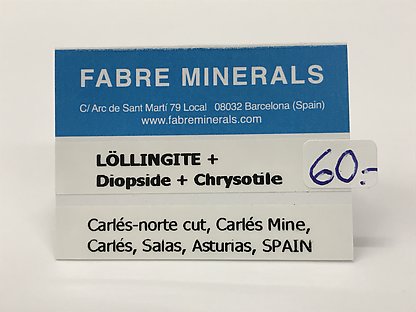 FABRE MINERALS
C/ Arc de Sant Martí 79 Local 08032 Barcelona (Spain)
www.fabreminerals.com
LÖLLINGITE +
Diopside + Chrysotile
60.-
Carlés-norte cut, Carlés Mine,
Carlés, Salas, Asturias, SPAIN